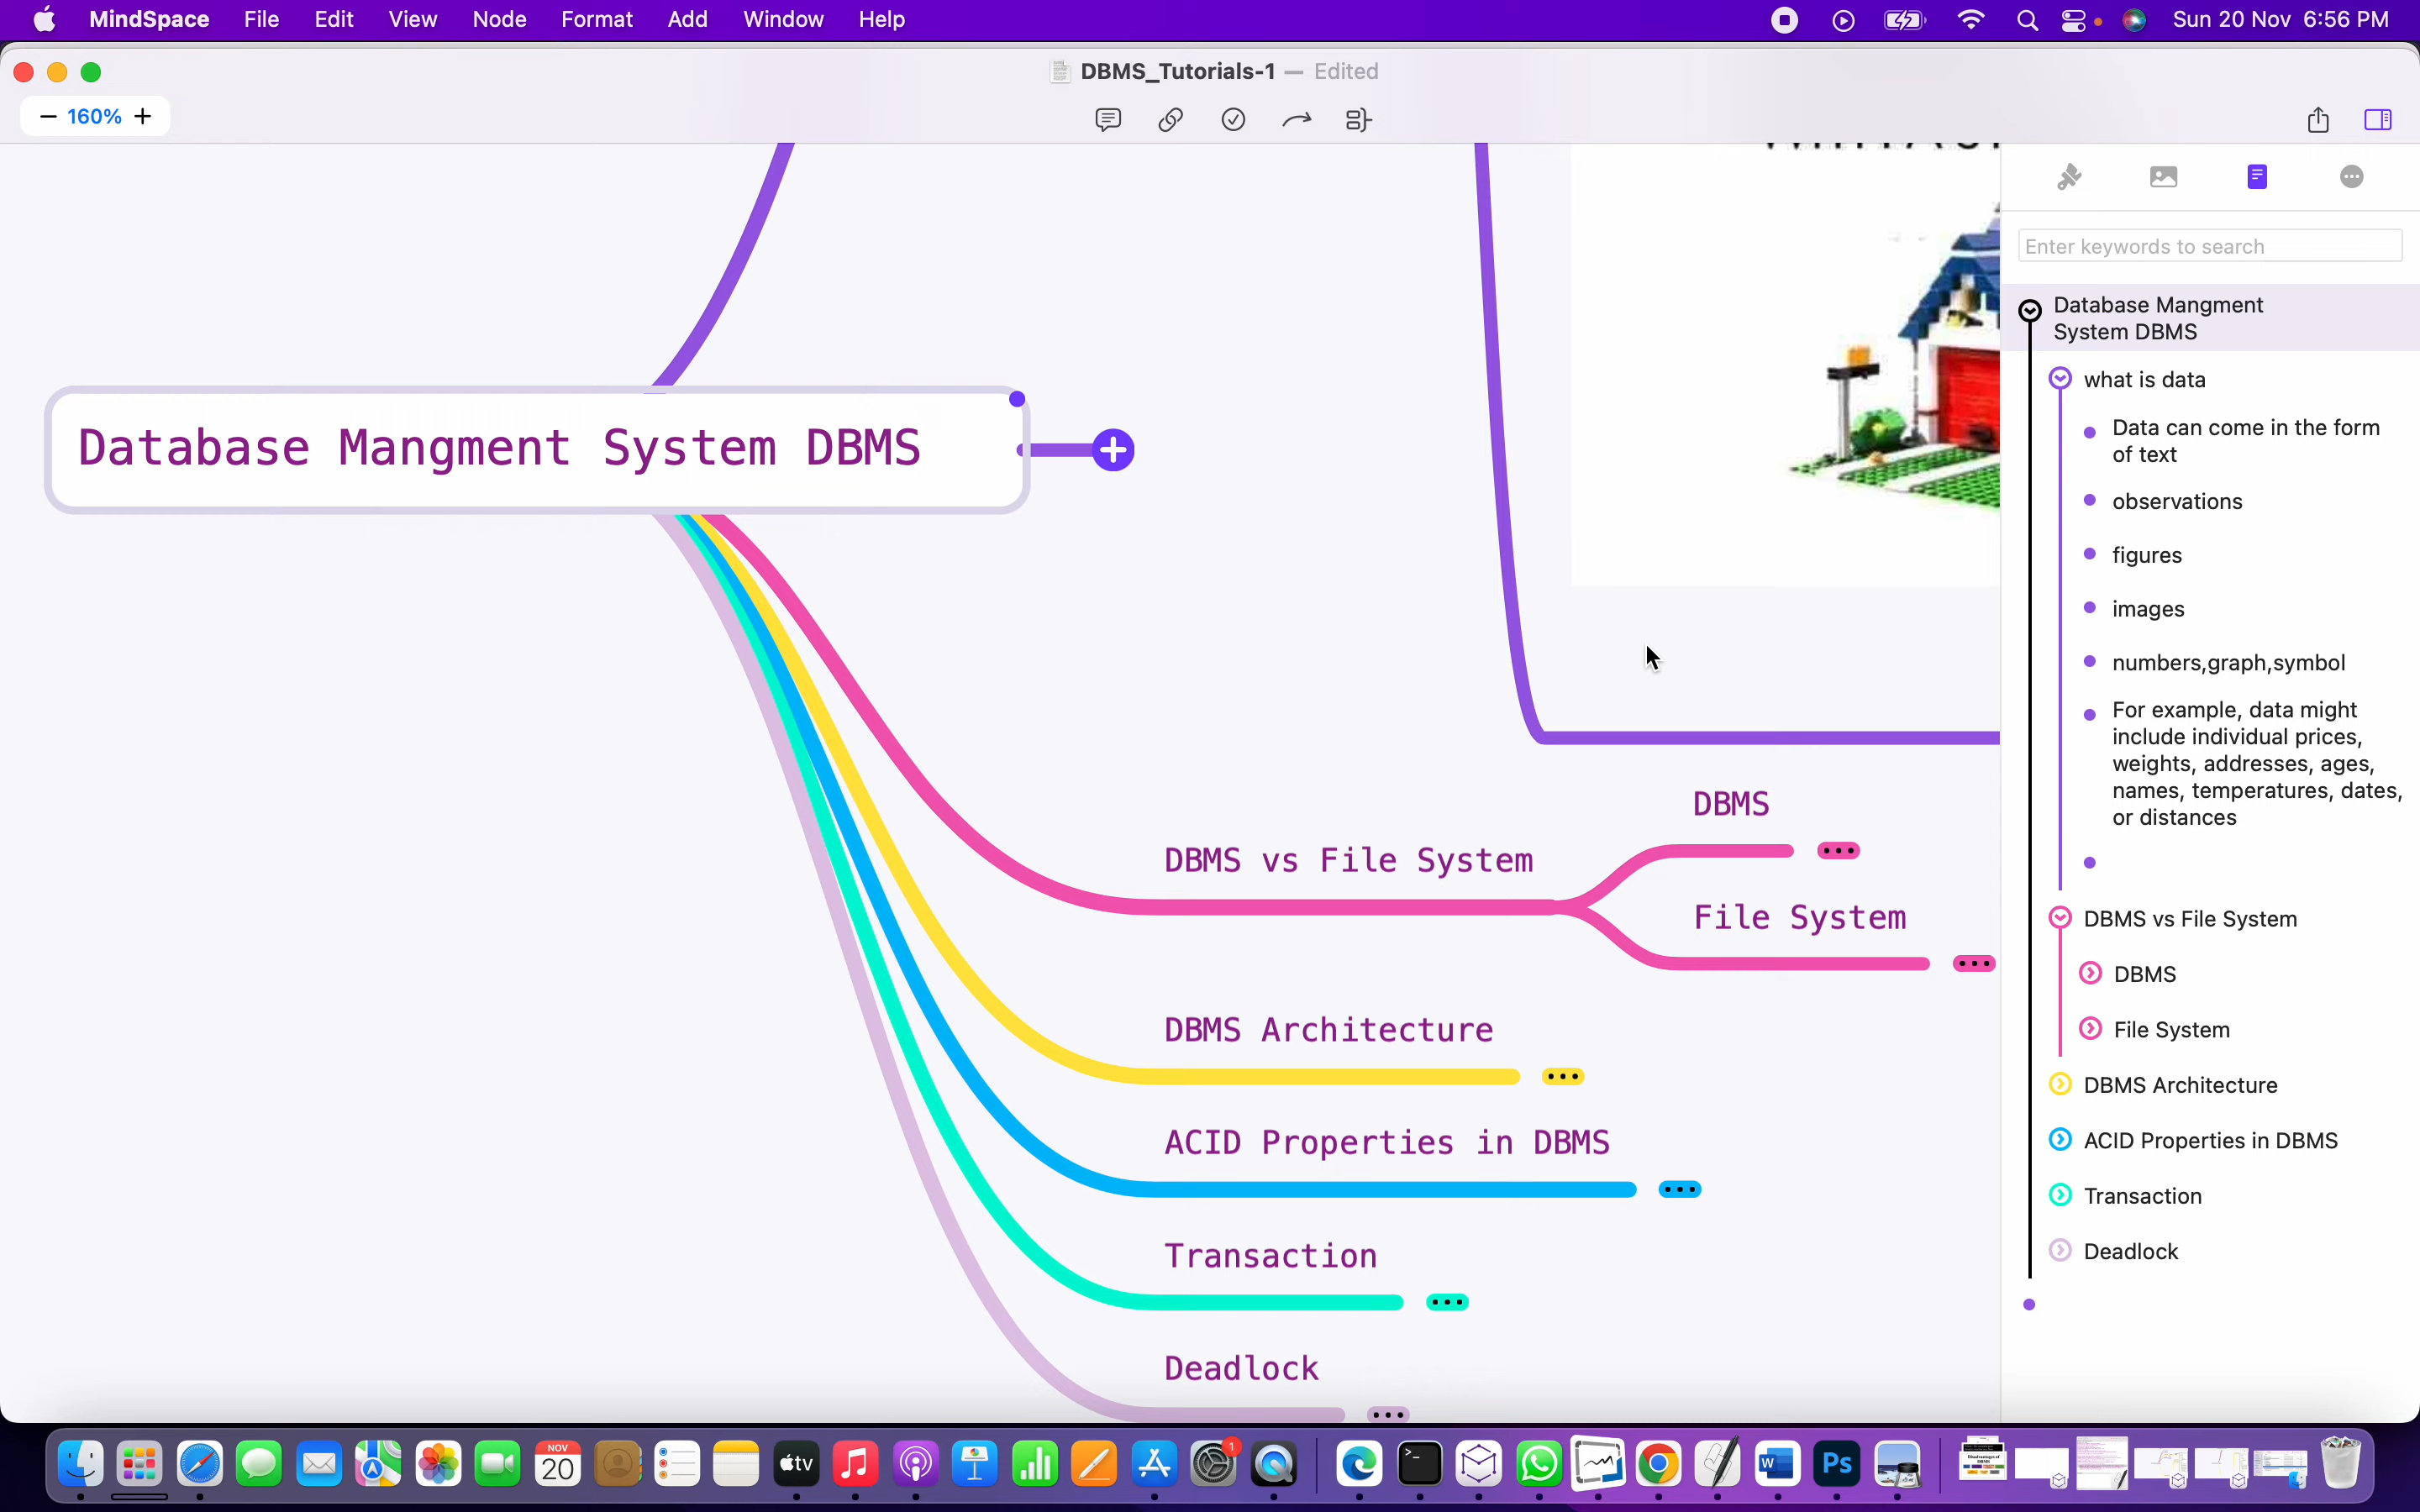 MindSpace File Edit View Node Format Add Window Help Sun 20 Nov 6:56 PM
DBMS_Tutorials-1 — Edited
160%
Enter keywords to search
Database Mangment
System DBMS
what is data
Data can come in the form
of text
observations
figures
images
numbers,graph,symbol
For example, data might
include individual prices,
weights, addresses, ages,
names, temperatures, dates,
or distances
DBMS vs File System
DBMS
File System
DBMS Architecture
ACID Properties in DBMS
Transaction
Deadlock
Database Mangment System DBMS
DBMS vs File System
DBMS
File System
DBMS Architecture
ACID Properties in DBMS
Transaction
Deadlock
NOV
20
tv
1
W
Ps